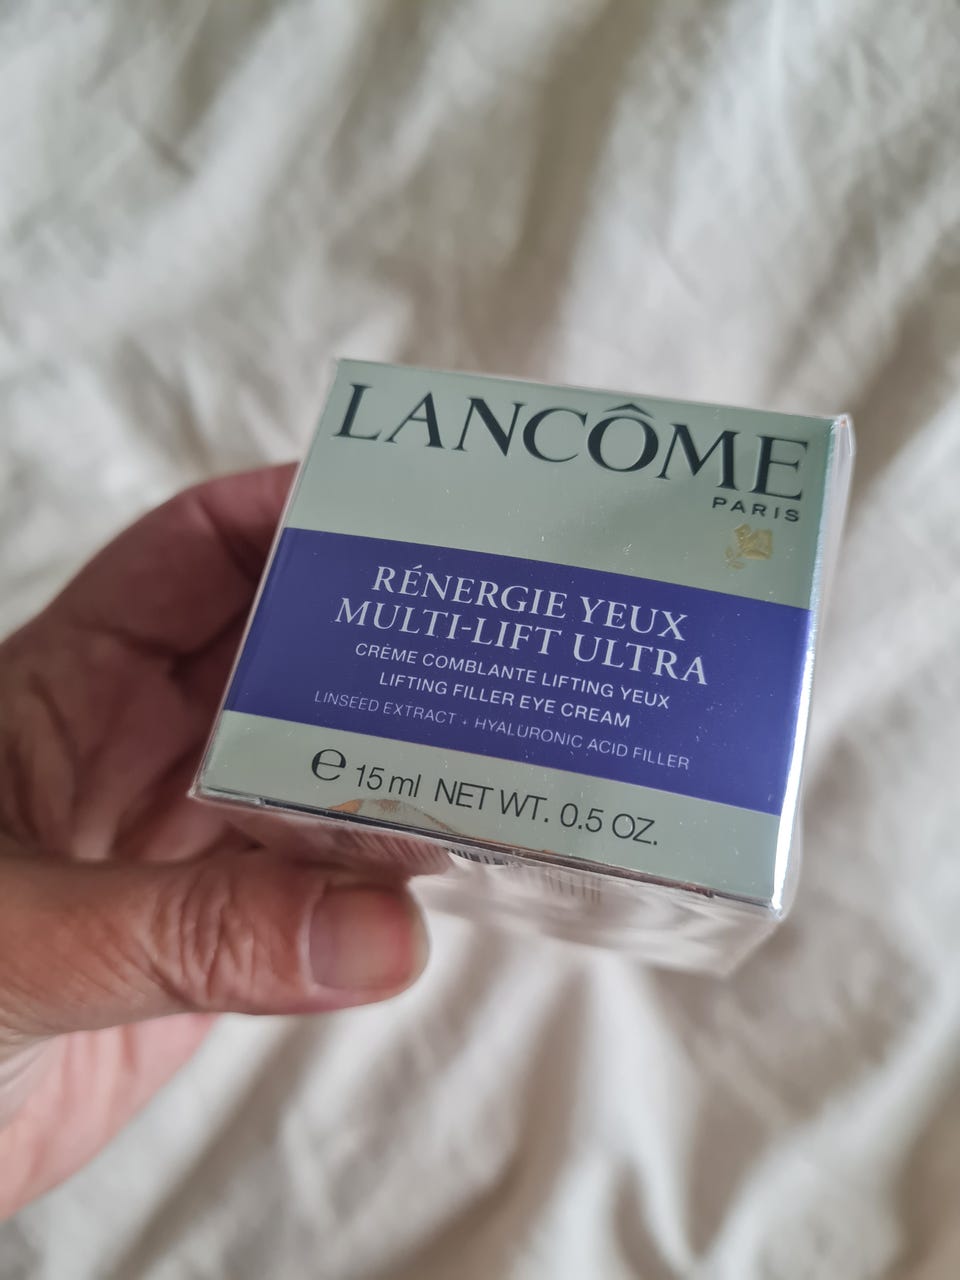 LANCÔME
PARIS
RÉNERGIE YEUX
MULTI-LIFT ULTRA
CRÈME COMBLANTE LIFTING YEUX
LIFTING FILLER EYE CREAM
LINSEED EXTRACT • HYALURONIC ACID FILLER
℮ 15 ml NET WT. 0.5 OZ.